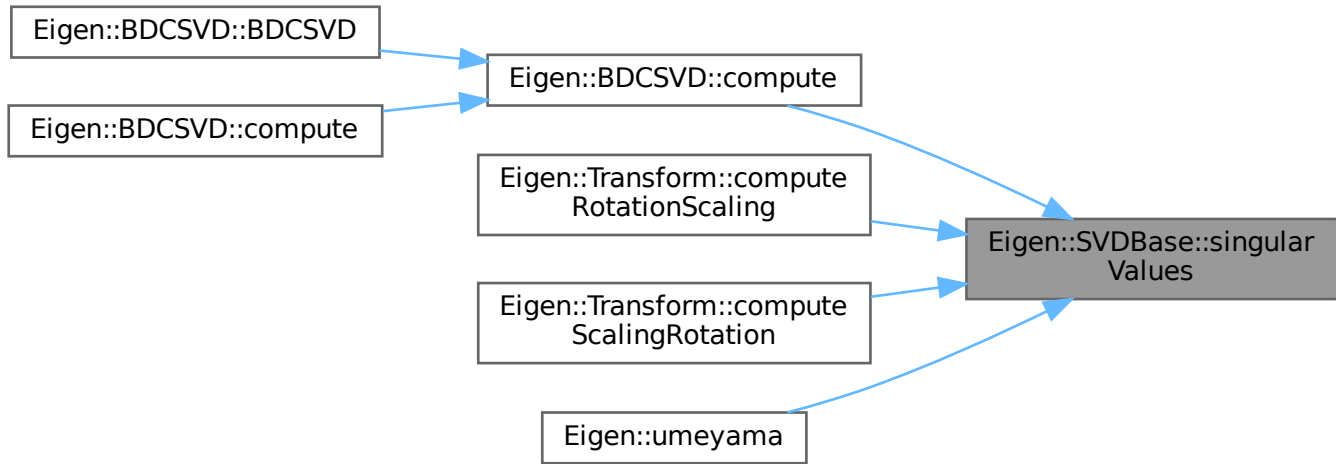 Eigen::BDCSVD::BDCSVD
Eigen::BDCSVD::compute
Eigen::BDCSVD::compute
Eigen::Transform::compute
RotationScaling
Eigen::SVDBase::singular
Values
Eigen::Transform::compute
ScalingRotation
Eigen::umeyama